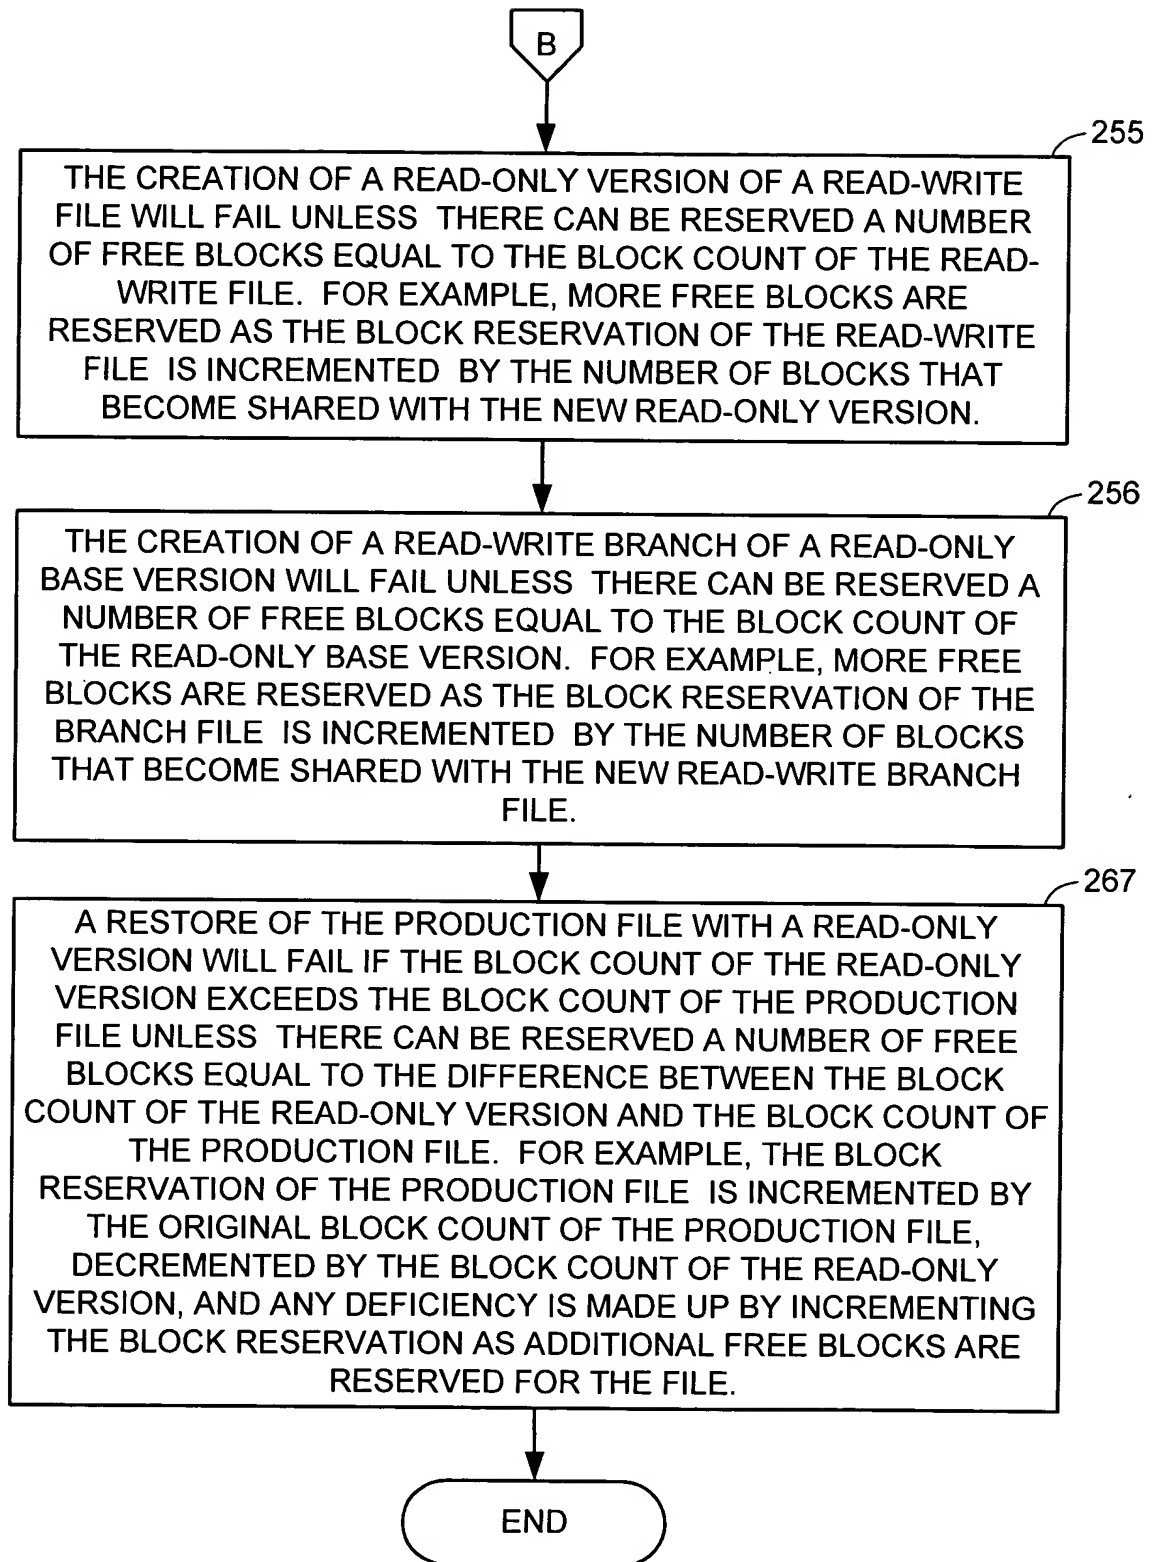 B
255
THE CREATION OF A READ-ONLY VERSION OF A READ-WRITE
FILE WILL FAIL UNLESS THERE CAN BE RESERVED A NUMBER
OF FREE BLOCKS EQUAL TO THE BLOCK COUNT OF THE READ-
WRITE FILE. FOR EXAMPLE, MORE FREE BLOCKS ARE
RESERVED AS THE BLOCK RESERVATION OF THE READ-WRITE
FILE IS INCREMENTED BY THE NUMBER OF BLOCKS THAT
BECOME SHARED WITH THE NEW READ-ONLY VERSION.
256
THE CREATION OF A READ-WRITE BRANCH OF A READ-ONLY
BASE VERSION WILL FAIL UNLESS THERE CAN BE RESERVED A
NUMBER OF FREE BLOCKS EQUAL TO THE BLOCK COUNT OF
THE READ-ONLY BASE VERSION. FOR EXAMPLE, MORE FREE
BLOCKS ARE RESERVED AS THE BLOCK RESERVATION OF THE
BRANCH FILE IS INCREMENTED BY THE NUMBER OF BLOCKS
THAT BECOME SHARED WITH THE NEW READ-WRITE BRANCH
FILE.
267
A RESTORE OF THE PRODUCTION FILE WITH A READ-ONLY
VERSION WILL FAIL IF THE BLOCK COUNT OF THE READ-ONLY
VERSION EXCEEDS THE BLOCK COUNT OF THE PRODUCTION
FILE UNLESS THERE CAN BE RESERVED A NUMBER OF FREE
BLOCKS EQUAL TO THE DIFFERENCE BETWEEN THE BLOCK
COUNT OF THE READ-ONLY VERSION AND THE BLOCK COUNT OF
THE PRODUCTION FILE. FOR EXAMPLE, THE BLOCK
RESERVATION OF THE PRODUCTION FILE IS INCREMENTED BY
THE ORIGINAL BLOCK COUNT OF THE PRODUCTION FILE,
DECREMENTED BY THE BLOCK COUNT OF THE READ-ONLY
VERSION, AND ANY DEFICIENCY IS MADE UP BY INCREMENTING
THE BLOCK RESERVATION AS ADDITIONAL FREE BLOCKS ARE
RESERVED FOR THE FILE.
END